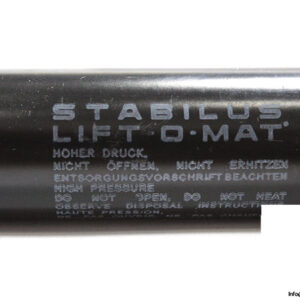 STABILUS
LIFT O·MAT®
HOHER DRUCK,
NICHT ÖFFNEN, NICHT ERHITZEN
ENTSORGUNGSVORSCHRIFT BEACHTEN
HIGH PRESSURE
DO NOT OPEN, DO NOT HEAT
OBSERVE DISPOSAL INSTRUCTIONS
HAUTE PRESSION,